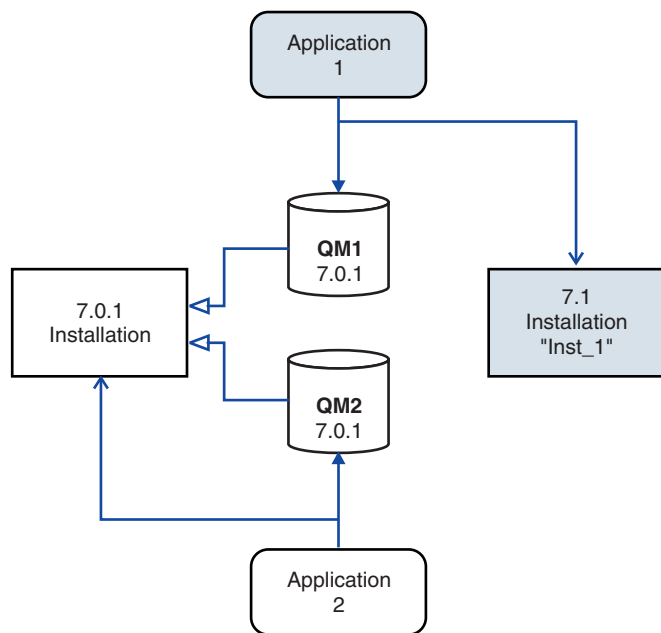 Application
1
QM1
7.0.1
7.0.1
Installation
7.1
Installation
"Inst_1"
QM2
7.0.1
Application
2